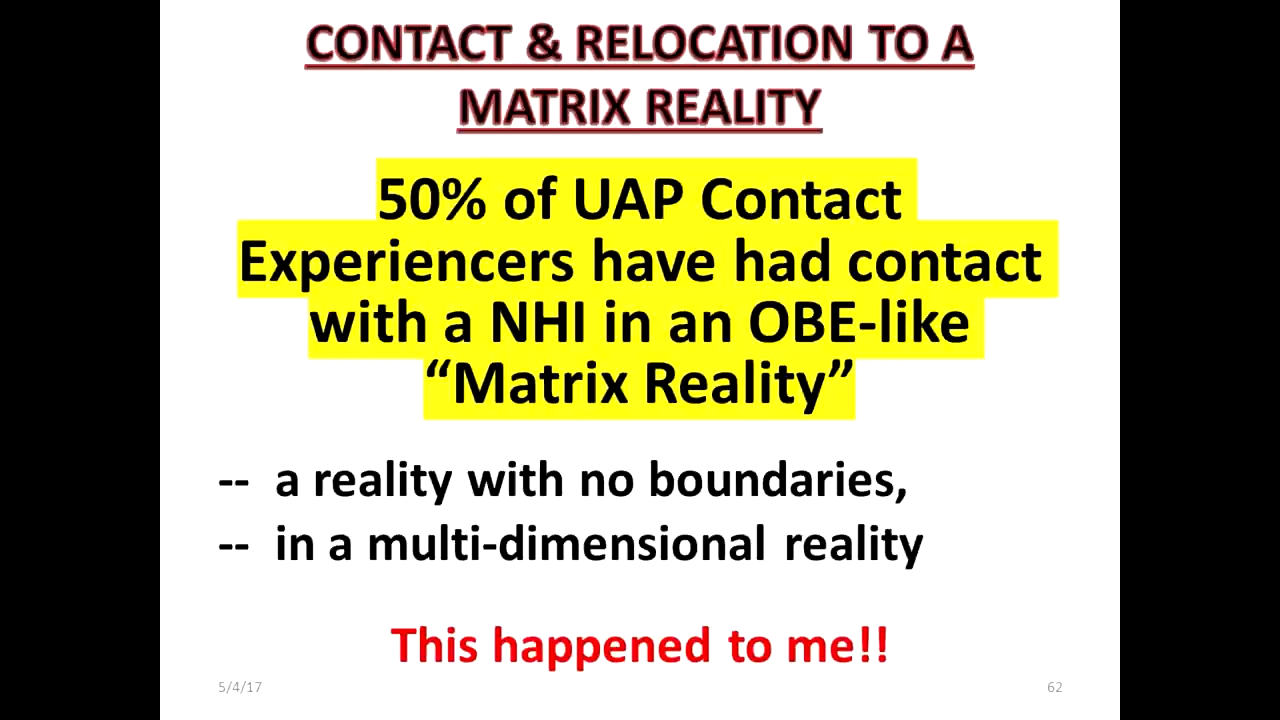 CONTACT & RELOCATION TO A
MATRIX REALITY
50% of UAP Contact
Experiencers have had contact
with a NHI in an OBE-like
“Matrix Reality”
-- a reality with no boundaries,
-- in a multi-dimensional reality
This happened to me!!
5/4/17
62